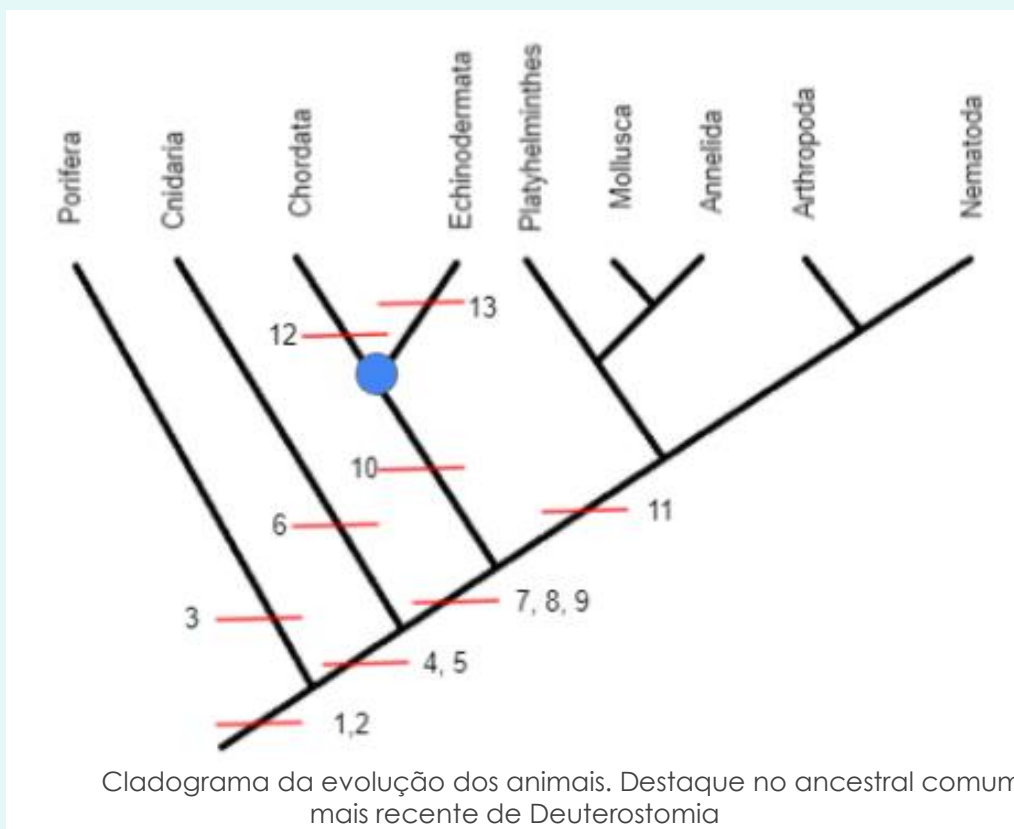 Porifera
Cnidaria
Chordata
Echinodermata
Platyhelminthes
Mollusca
Annelida
Arthropoda
Nematoda
13
12
10
11
6
7, 8, 9
3
4, 5
1,2
Cladograma da evolução dos animais. Destaque no ancestral comum
mais recente de Deuterostomia